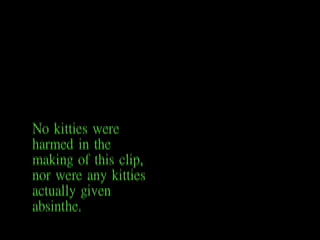 No kitties were
harmed in the
making of this clip,
nor were any kitties
actually given
absinthe.